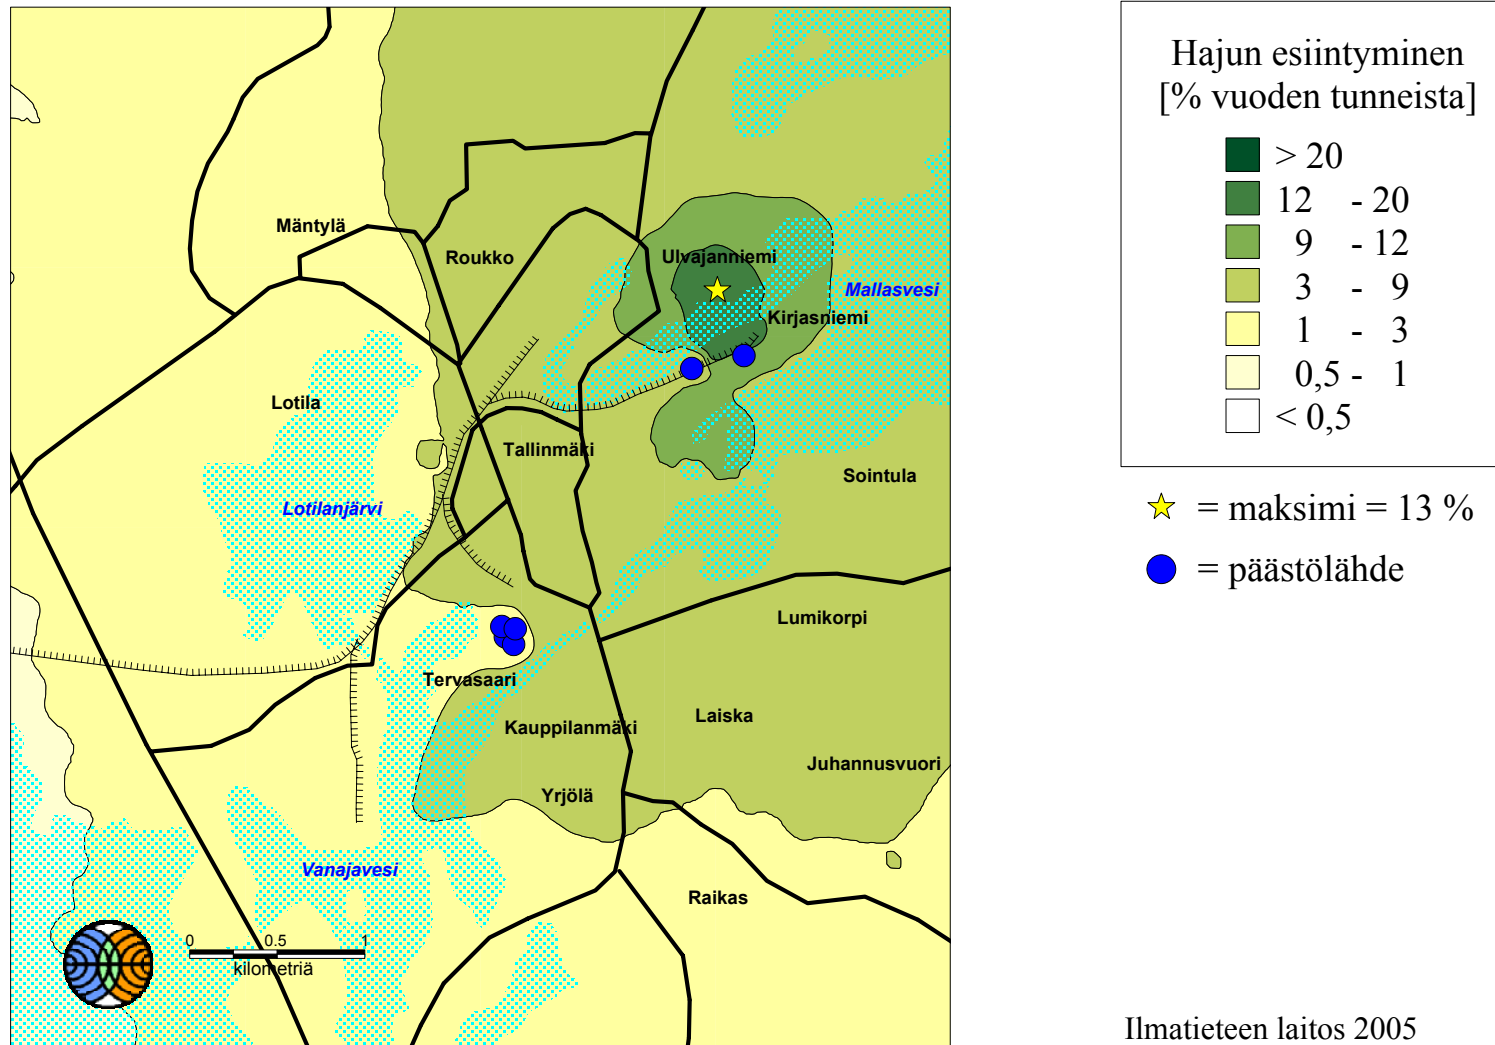 Mäntylä
Roukko
Ulvajanniemi
Mallasvesi
Kirjasniemi
Lotila
Tallinmäki
Sointula
Lotilanjärvi
Lumikorpi
Tervasaari
Kauppilanmäki
Laiska
Juhannusvuori
Yrjölä
Vanajavesi
Raikas
0 0.5 1
kilometriä
Hajun esiintyminen
[% vuoden tunneista]
> 20
12 - 20
9 - 12
3 - 9
1 - 3
0,5 - 1
< 0,5
= maksimi = 13 %
= päästölähde
Ilmatieteen laitos 2005